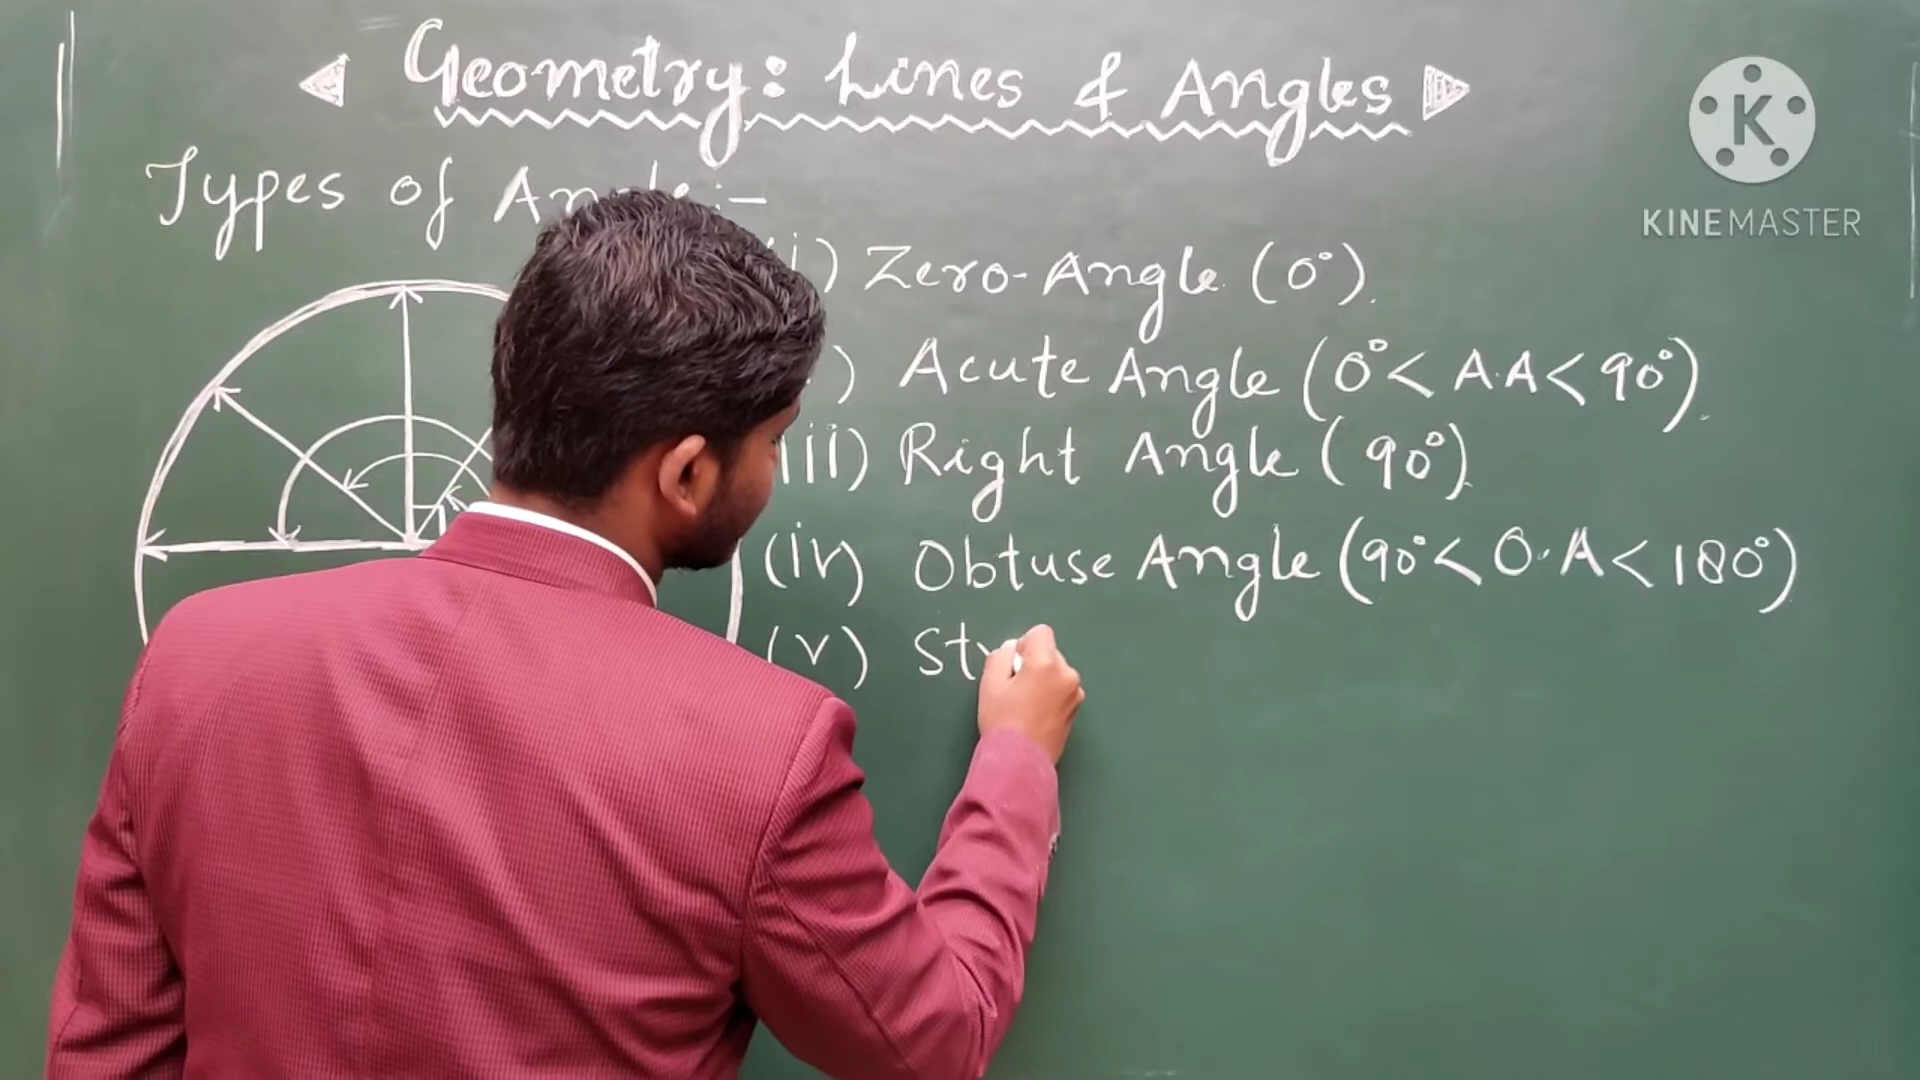 Geometry: Lines & Angles
Types of
(i) Zero-Angle (0°).
) Acute Angle (0° < A.A < 90°).
(iii) Right Angle (90°).
(iv) Obtuse Angle (90° < O.A < 180°)
(v) St
K
KINEMASTER